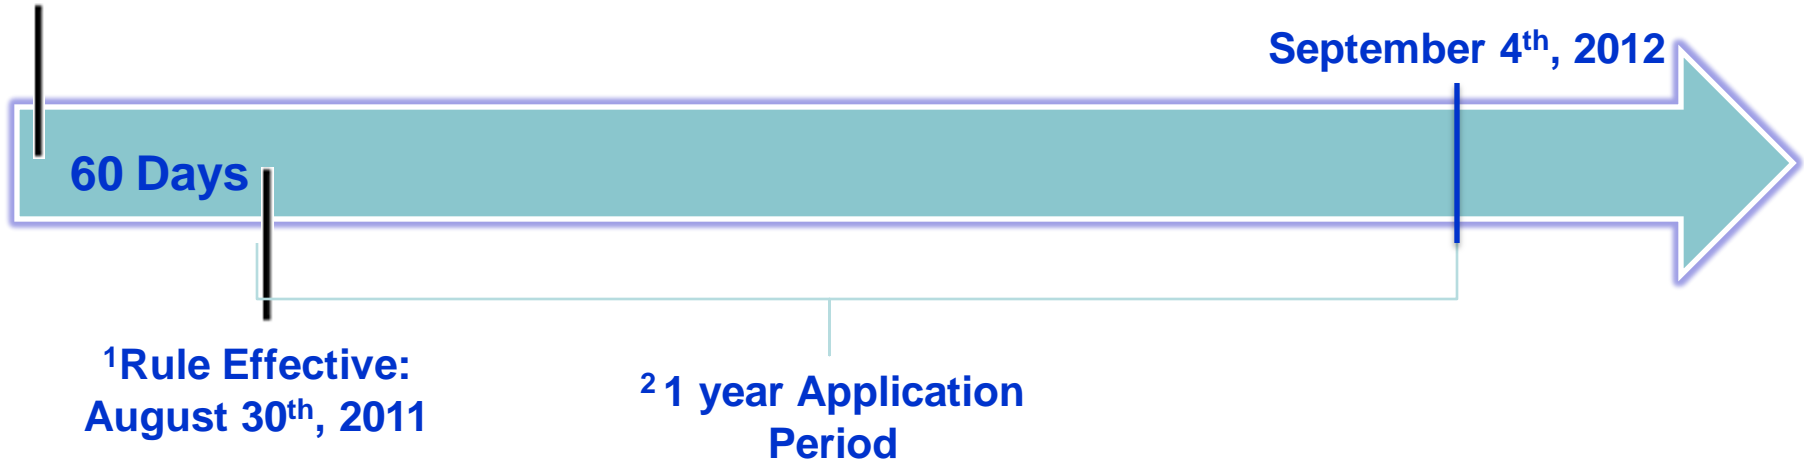 September 4th, 2012
60 Days
1Rule Effective:
August 30th, 2011
2 1 year Application
Period